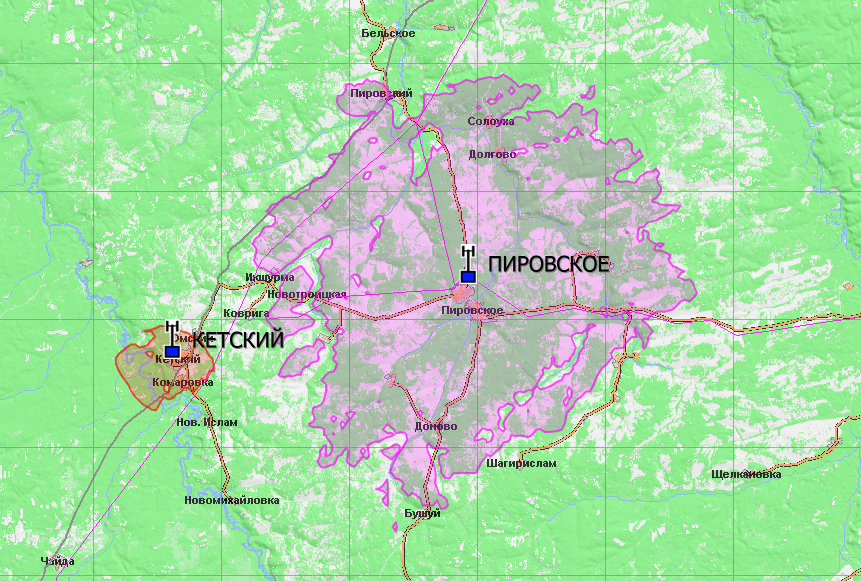 Бельское
Пировский
Солоуха
Долгово
ПИРОВСКОЕ
Икшурма
Новотроицкая
Коврига
Пировское
КЕТСКИЙ
Кетский
Комаровка
Нов. Ислам
Доново
Шагирислам
Щелкановка
Новомихайловка
Бушуй
Чайда